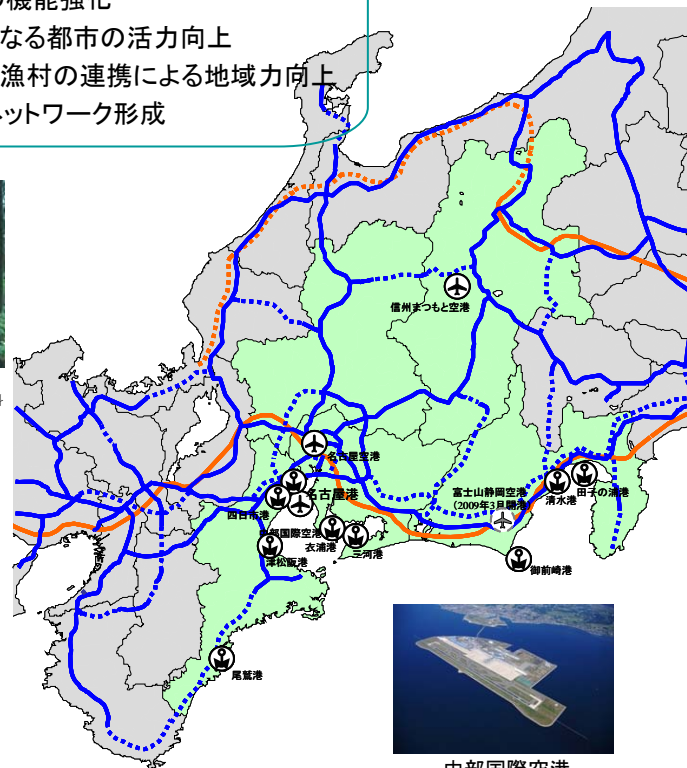 機能強化
なる都市の活力向上
漁村の連携による地域力向上
ットワーク形成
信州まつもと空港
名古屋空港
名古屋港
四日市港
中部国際空港
衣浦港
三河港
津松阪港
富士山静岡空港
(2009年3月開港)
清水港
田子の浦港
御前崎港
尾鷲港
中部国際空港